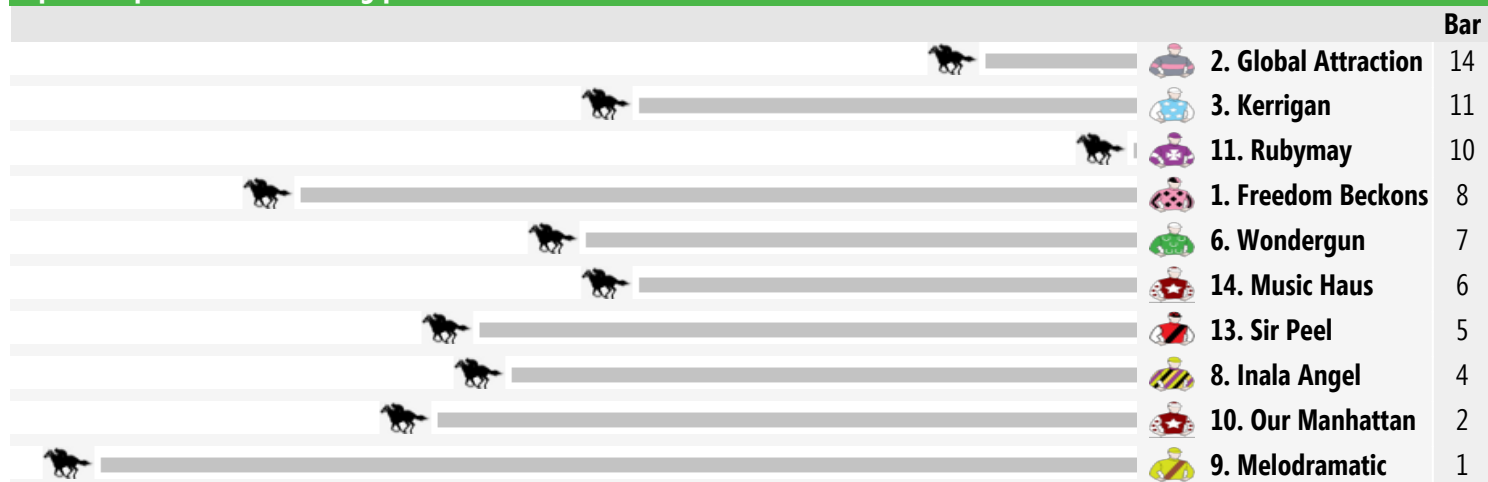 Bar
2. Global Attraction 14
3. Kerrigan 11
11. Rubymay 10
1. Freedom Beckons 8
6. Wondergun 7
14. Music Haus 6
13. Sir Peel 5
8. Inala Angel 4
10. Our Manhattan 2
9. Melodramatic 1